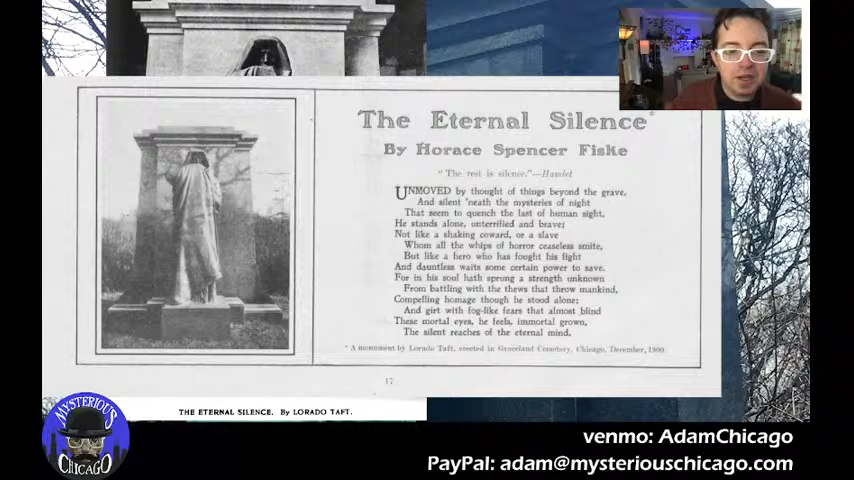 The Eternal Silence*
By Horace Spencer Fiske
"The rest is silence."—Hamlet
UNMOVED by thought of things beyond the grave,
And silent 'neath the mysteries of night
That seem to quench the last of human sight,
He stands alone, unterrified and brave;
Not like a shaking coward, or a slave
Whom all the whips of horror ceaseless smite,
But like a hero who has fought his fight
And dauntless waits some certain power to save.
For in his soul hath sprung a strength unknown
From battling with the thews that throw mankind,
Compelling homage though he stood alone;
And girt with fog-like fears that almost blind
These mortal eyes, he feels, immortal grown,
The silent reaches of the eternal mind.
* A monument by Lorado Taft, erected in Graceland Cemetery, Chicago, December, 1909.
17
THE ETERNAL SILENCE. By LORADO TAFT.
MYSTERIOUS
CHICAGO
venmo: AdamChicago
PayPal: adam@mysteriouschicago.com